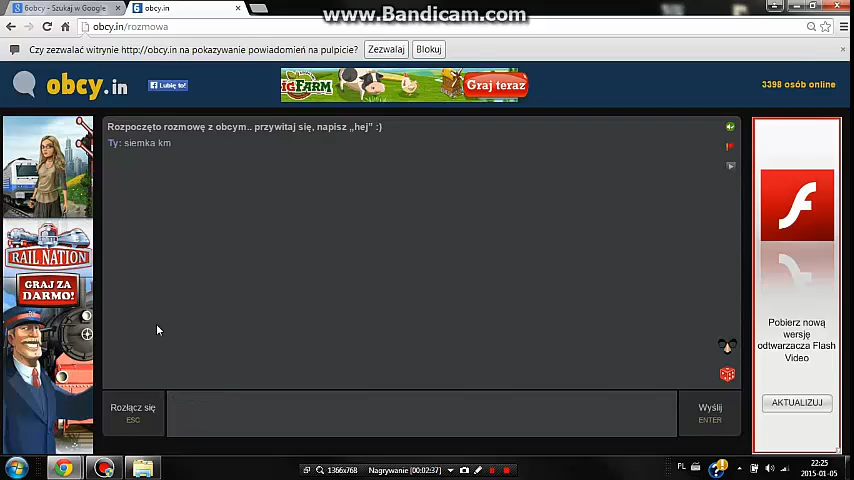 www.Bandicam.com
6obcy - Szukaj w Google
obcy.in
obcy.in/rozmowa
Czy zezwalać witrynie http://obcy.in na pokazywanie powiadomień na pulpicie?
Zezwalaj
Blokuj
obcy.in
Lubię to!
BIGFARM
Graj teraz
3398 osób online
Rozpoczęto rozmowę z obcym.. przywitaj się, napisz „hej” :)
Ty: siemka km
RAIL NATION
GRAJ ZA
DARMO!
Pobierz nową
wersję
odtwarzacza Flash
Video
AKTUALIZUJ
Rozłącz się
ESC
Wyślij
ENTER
1366x768
Nagrywanie [00:02:37]
PL
22:25
2015-01-05